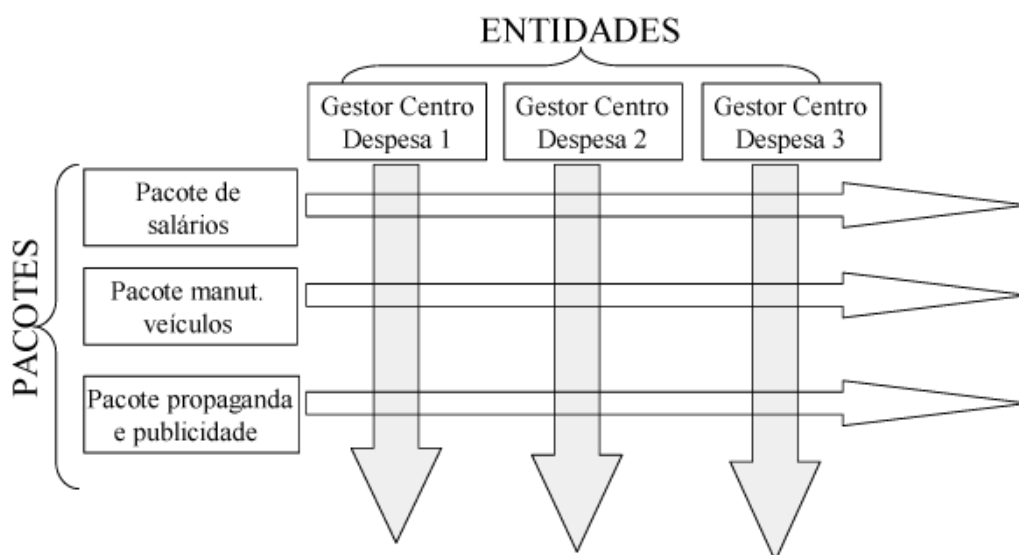 ENTIDADES
Gestor Centro
Despesa 1
Gestor Centro
Despesa 2
Gestor Centro
Despesa 3
PACOTES
Pacote de
salários
Pacote manut.
veículos
Pacote propaganda
e publicidade